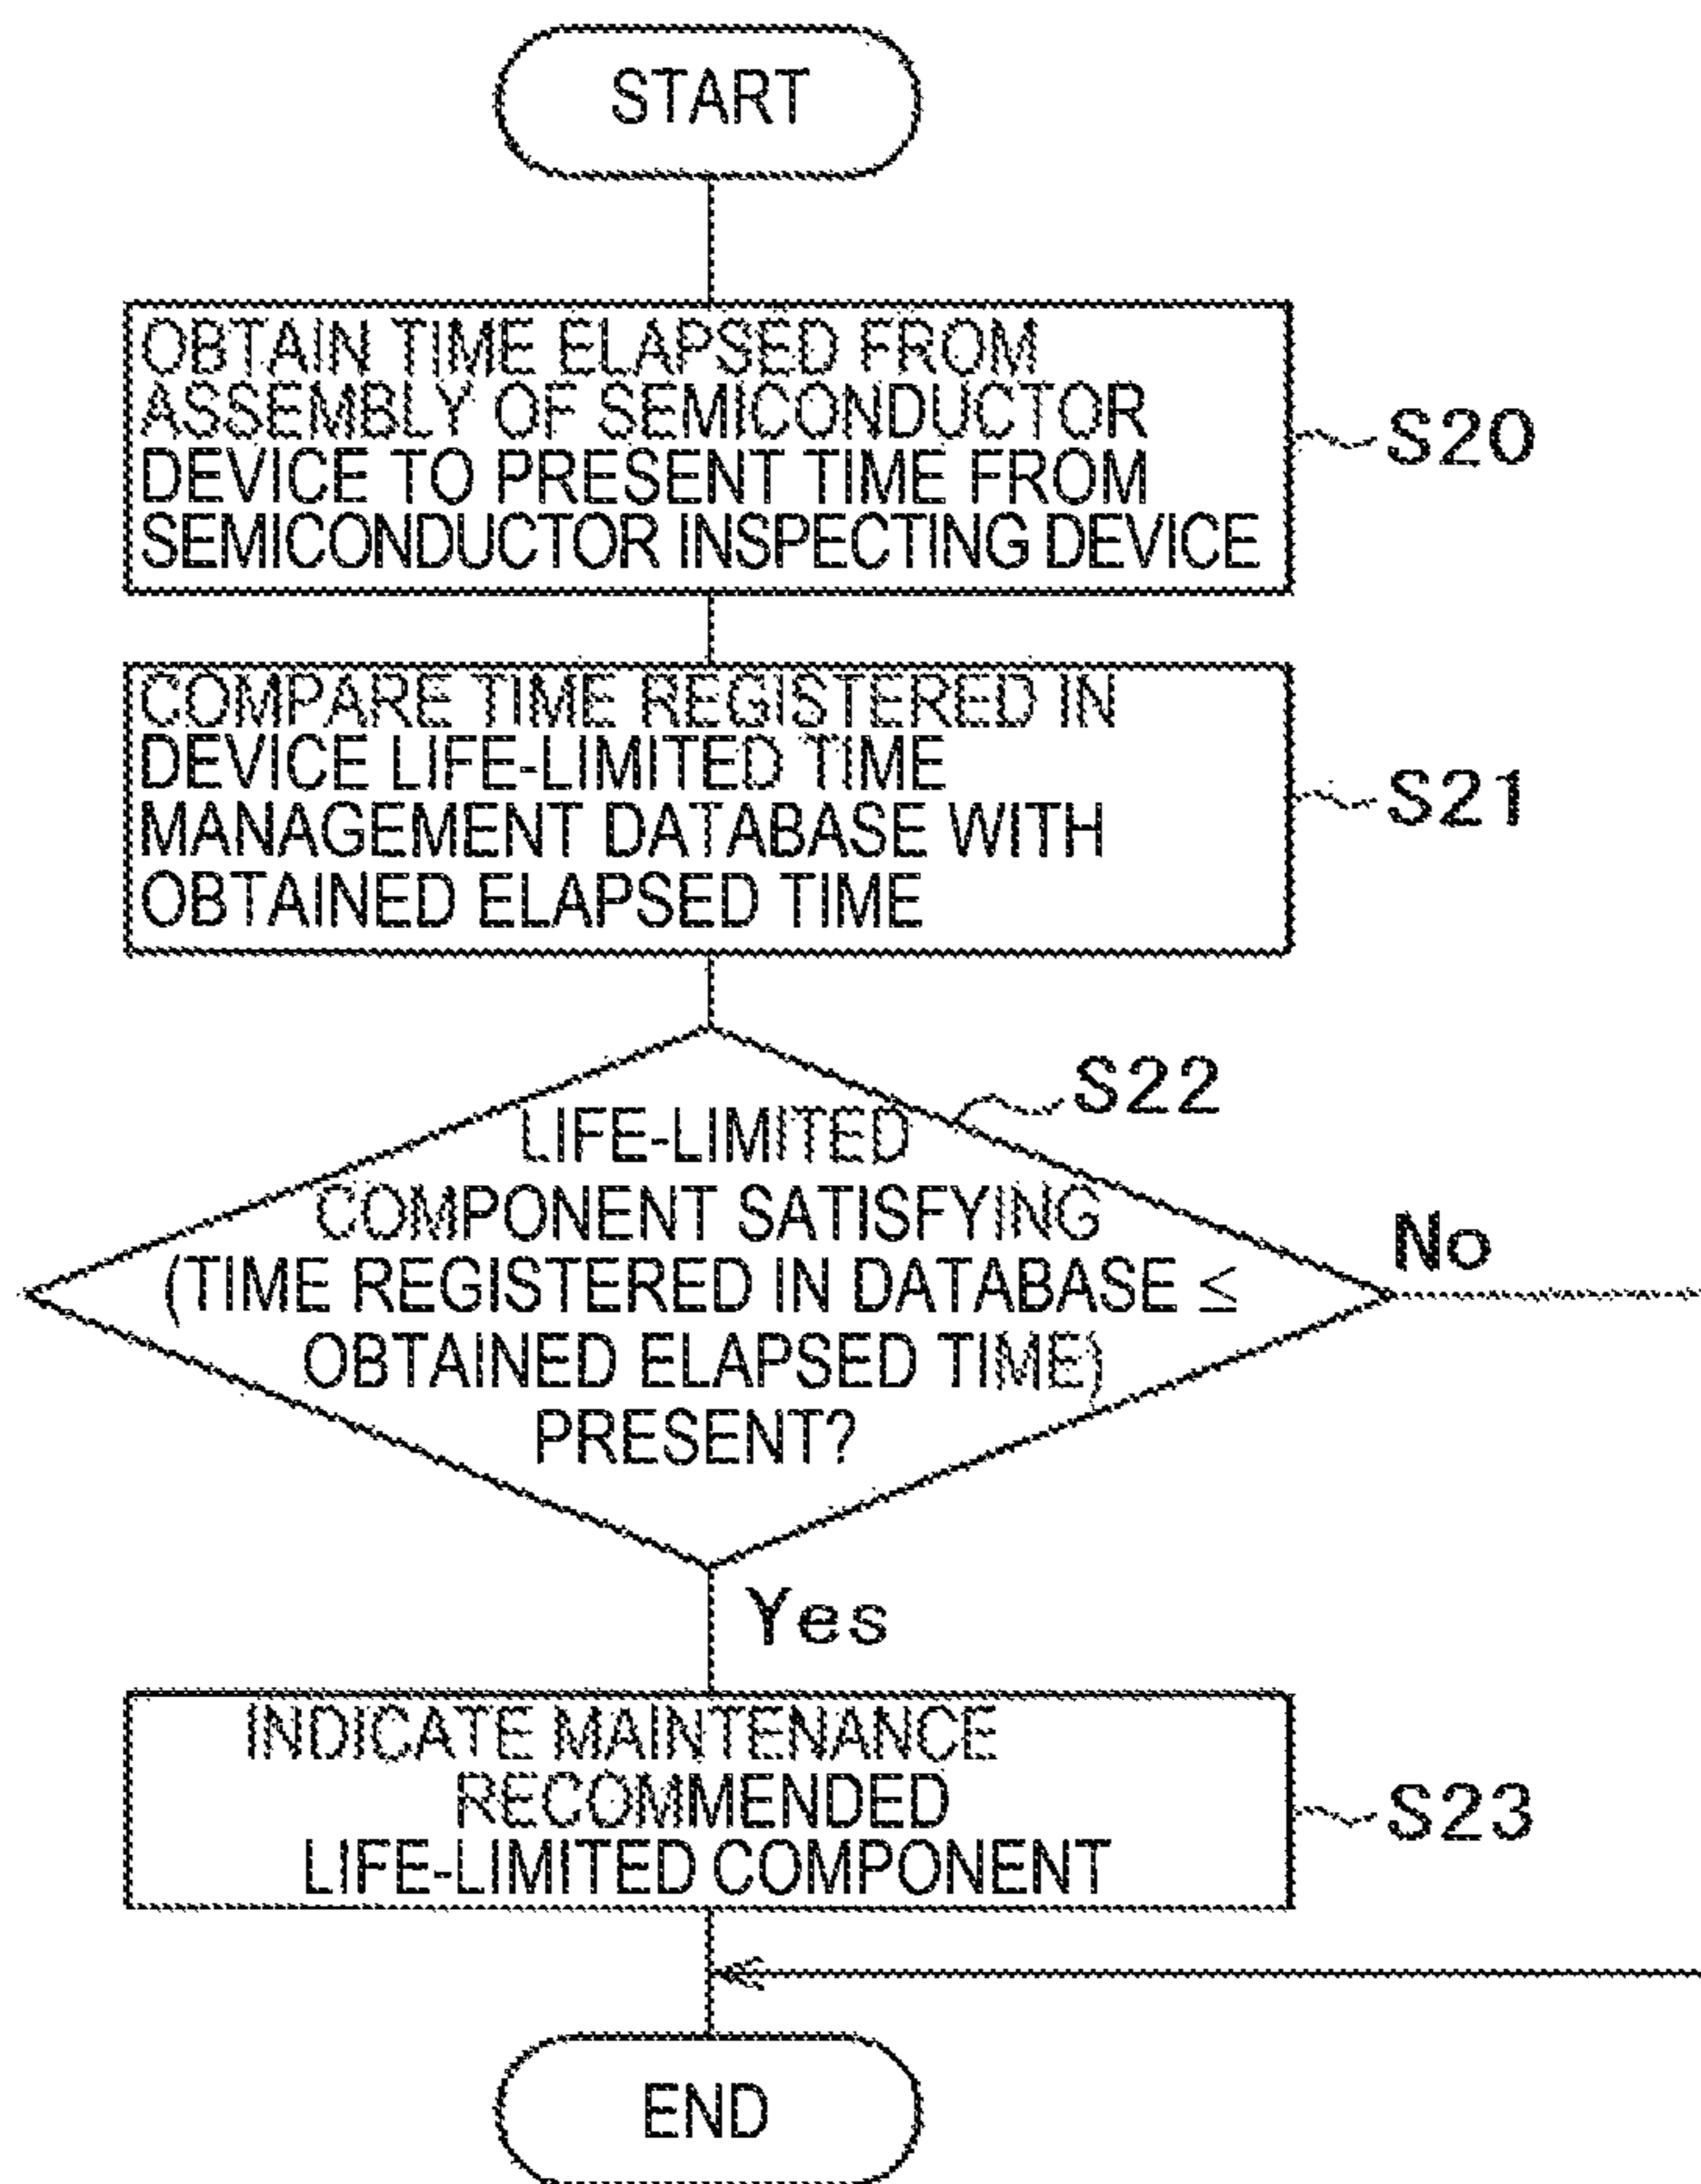 START
OBTAIN TIME ELAPSED FROM
ASSEMBLY OF SEMICONDUCTOR
DEVICE TO PRESENT TIME FROM
SEMICONDUCTOR INSPECTING DEVICE
S20
COMPARE TIME REGISTERED IN
DEVICE LIFE-LIMITED TIME
MANAGEMENT DATABASE WITH
OBTAINED ELAPSED TIME
S21
S22
LIFE-LIMITED
COMPONENT SATISFYING
(TIME REGISTERED IN DATABASE ≤
OBTAINED ELAPSED TIME)
PRESENT?
No
Yes
INDICATE MAINTENANCE
RECOMMENDED
LIFE-LIMITED COMPONENT
S23
END